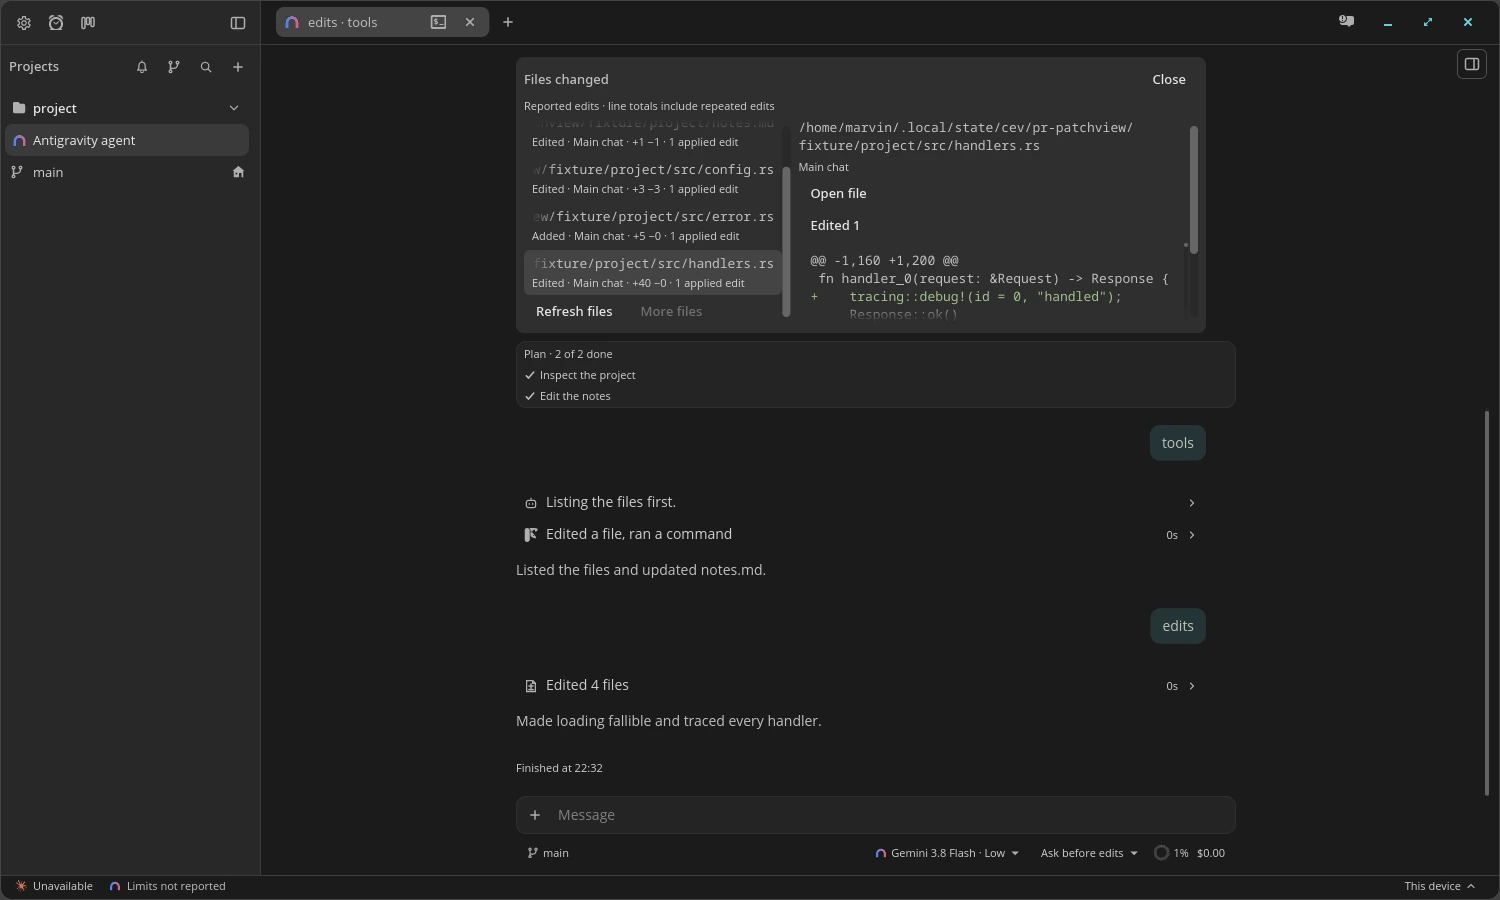 edits · tools
Projects
project
Antigravity agent
main
Files changed
Close
Reported edits · line totals include repeated edits
view/fixture/project/notes.md
Edited · Main chat · +1 −1 · 1 applied edit
w/fixture/project/src/config.rs
Edited · Main chat · +3 −3 · 1 applied edit
ew/fixture/project/src/error.rs
Added · Main chat · +5 −0 · 1 applied edit
fixture/project/src/handlers.rs
Edited · Main chat · +40 −0 · 1 applied edit
Refresh files
More files
/home/marvin/.local/state/cev/pr-patchview/
fixture/project/src/handlers.rs
Main chat
Open file
Edited 1
@@ -1,160 +1,200 @@
fn handler_0(request: &Request) -> Response {
+    tracing::debug!(id = 0, "handled");
Response::ok()
Plan · 2 of 2 done
Inspect the project
Edit the notes
tools
Listing the files first.
Edited a file, ran a command
0s
Listed the files and updated notes.md.
edits
Edited 4 files
0s
Made loading fallible and traced every handler.
Finished at 22:32
Message
main
Gemini 3.8 Flash · Low
Ask before edits
1%
$0.00
Unavailable
Limits not reported
This device